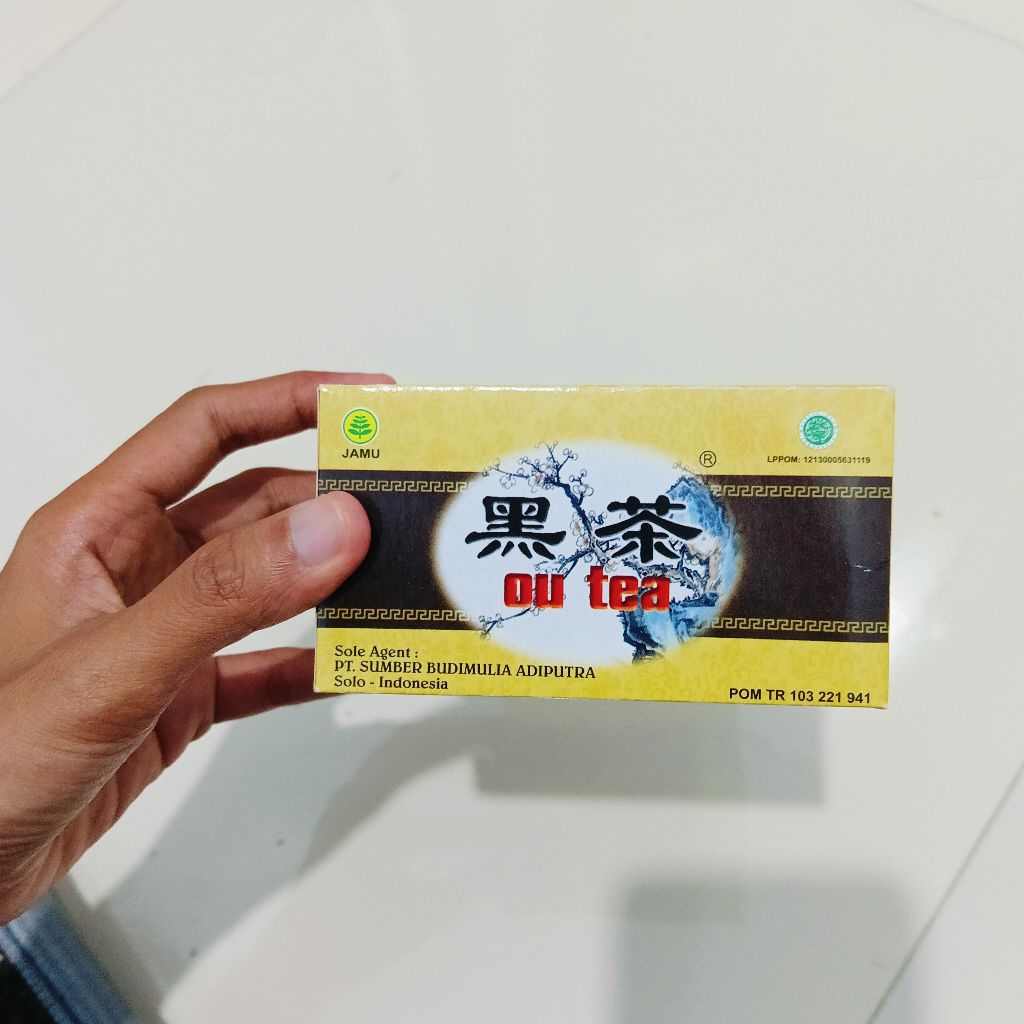 JAMU
LPPOM: 12130005631119
®
黑茶
ou tea
Sole Agent :
PT. SUMBER BUDIMULIA ADIPUTRA
Solo - Indonesia
POM TR 103 221 941